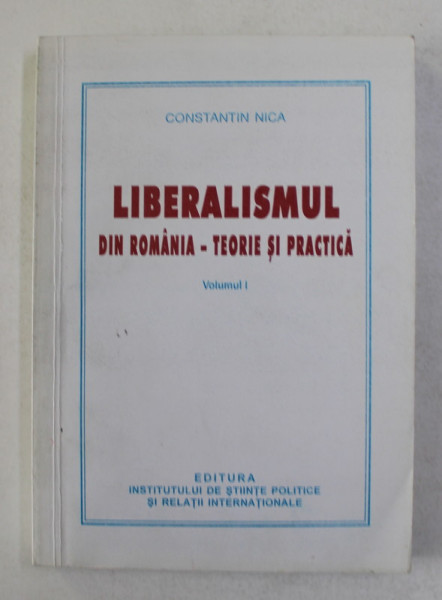 CONSTANTIN NICA
LIBERALISMUL
DIN ROMÂNIA - TEORIE ȘI PRACTICĂ
Volumul I
EDITURA
INSTITUTULUI DE ȘTIINȚE POLITICE
ȘI RELAȚII INTERNAȚIONALE